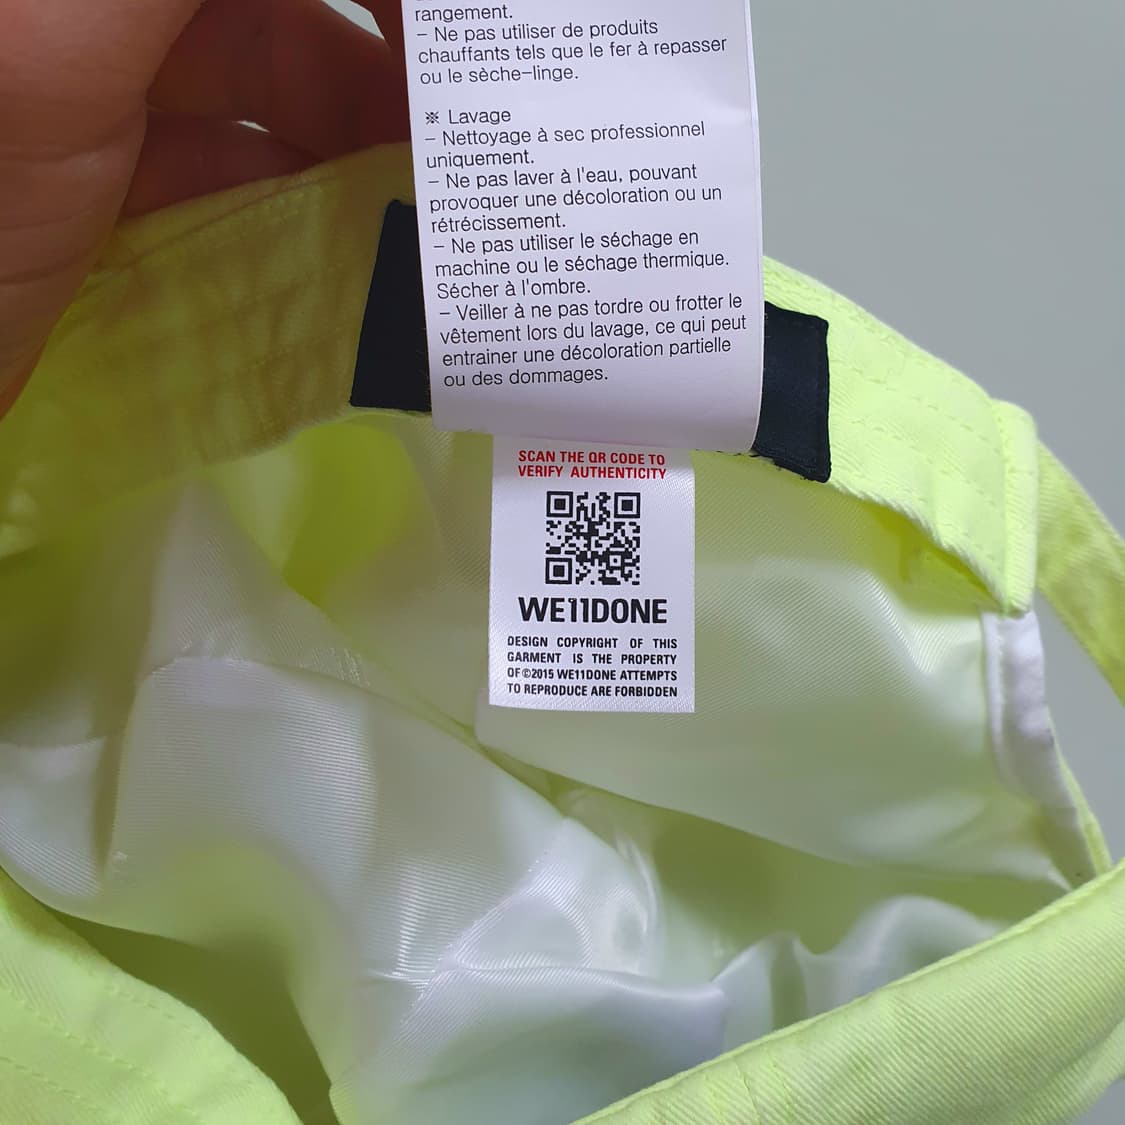 rangement.
– Ne pas utiliser de produits
chauffants tels que le fer à repasser
ou le sèche–linge.
※ Lavage
– Nettoyage à sec professionnel
uniquement.
– Ne pas laver à l'eau, pouvant
provoquer une décoloration ou un
rétrécissement.
– Ne pas utiliser le séchage en
machine ou le séchage thermique.
Sécher à l'ombre.
– Veiller à ne pas tordre ou frotter le
vêtement lors du lavage, ce qui peut
entrainer une décoloration partielle
ou des dommages.
SCAN THE QR CODE TO
VERIFY AUTHENTICITY
WE11DONE
DESIGN COPYRIGHT OF THIS
GARMENT IS THE PROPERTY
OF©2015 WE11DONE ATTEMPTS
TO REPRODUCE ARE FORBIDDEN